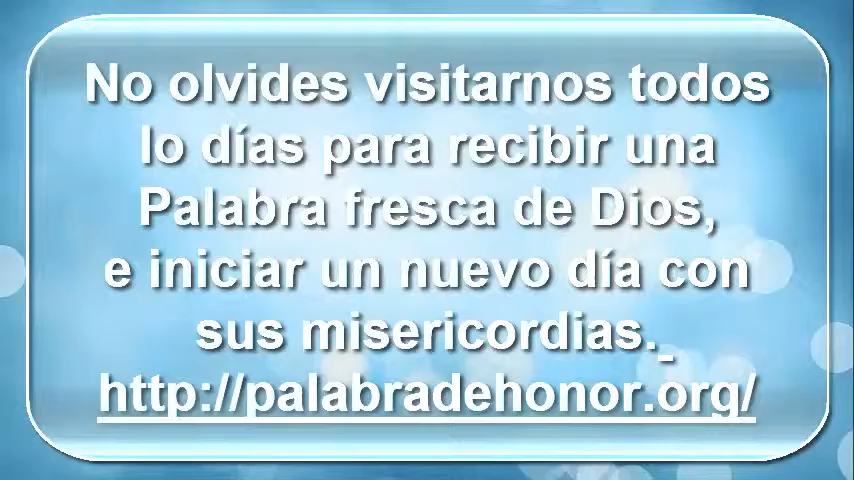 No olvides visitarnos todos
lo días para recibir una
Palabra fresca de Dios,
e iniciar un nuevo día con
sus misericordias.
http://palabradehonor.org/